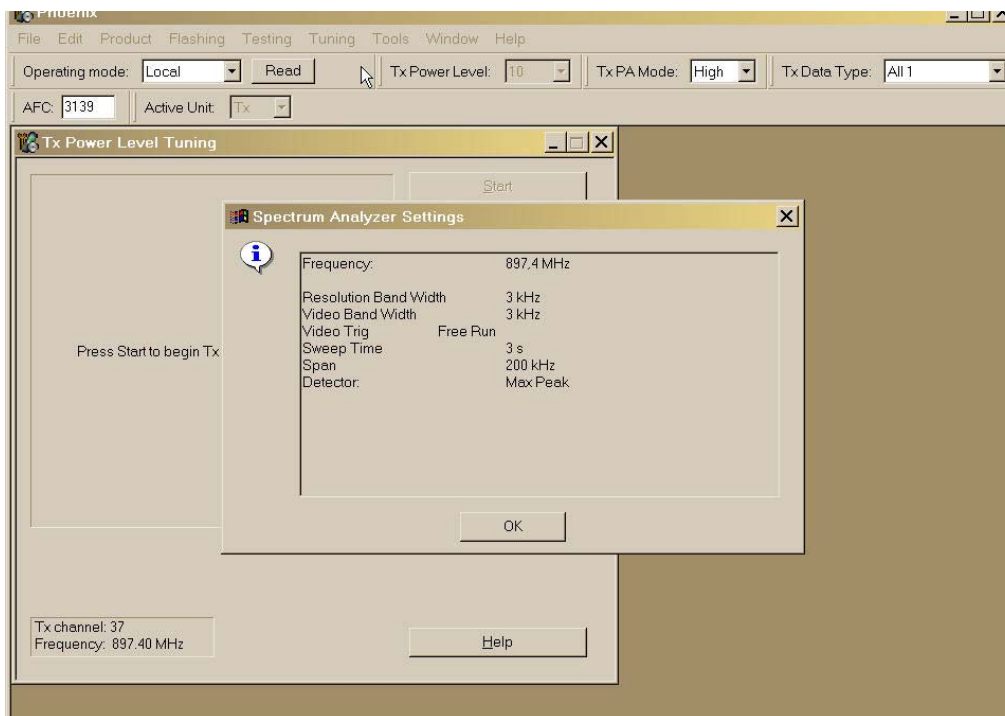 Phoenix
File Edit Product Flashing Testing Tuning Tools Window Help
Operating mode: Local Read Tx Power Level: 10 Tx PA Mode: High Tx Data Type: All 1
AFC: 3139 Active Unit: Tx
Tx Power Level Tuning
Start
Spectrum Analyzer Settings
Frequency: 897,4 MHz
Resolution Band Width 3 kHz
Video Band Width 3 kHz
Video Trig Free Run
Sweep Time 3 s
Span 200 kHz
Detector: Max Peak
Press Start to begin Tx
OK
Tx channel: 37
Frequency: 897.40 MHz
Help